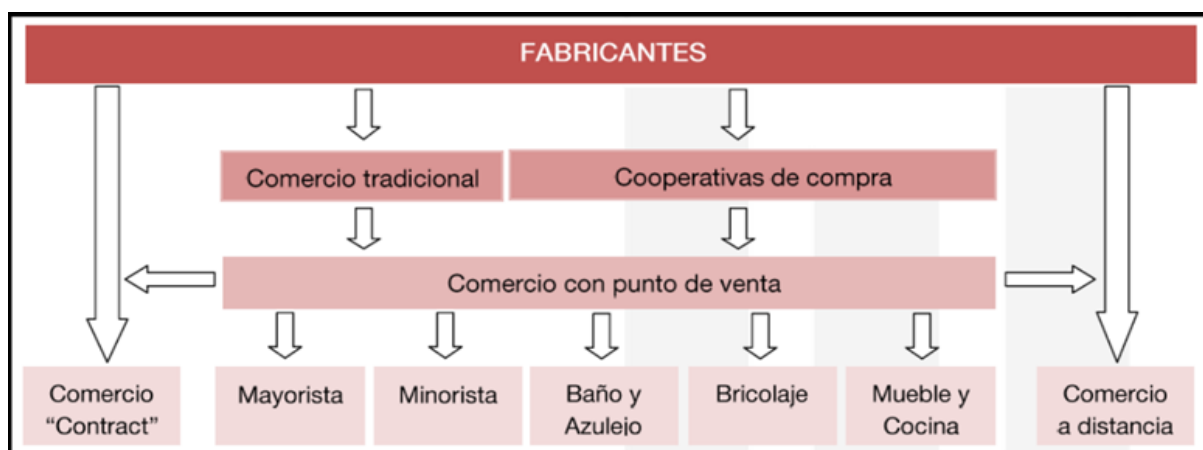 FABRICANTES
Comercio tradicional
Cooperativas de compra
Comercio con punto de venta
Comercio
“Contract”
Mayorista
Minorista
Baño y
Azulejo
Bricolaje
Mueble y
Cocina
Comercio
a distancia